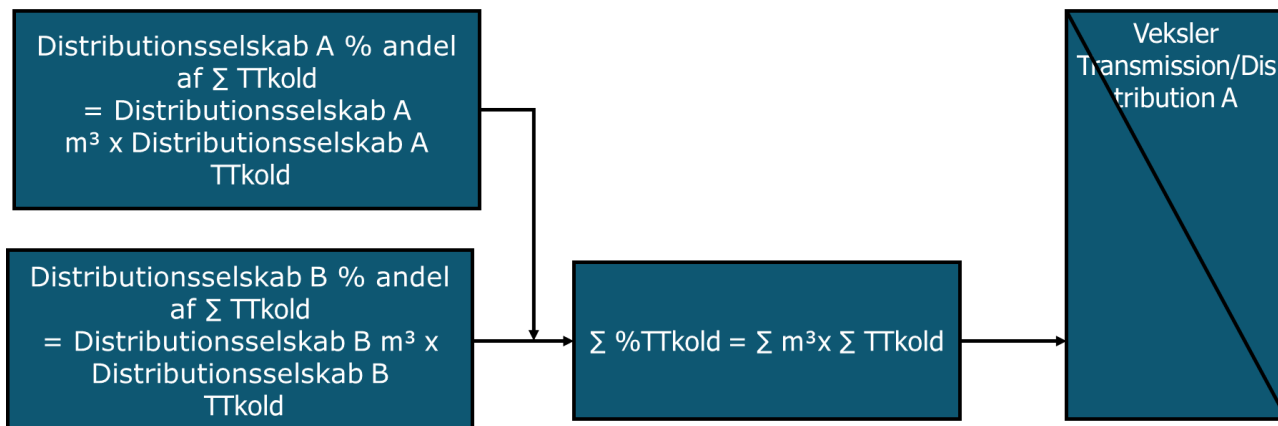 Distributionsselskab A % andel
af ∑ TTkold
= Distributionsselskab A
m³ x Distributionsselskab A
TTkold
Distributionsselskab B % andel
af ∑ TTkold
= Distributionsselskab B m³ x
Distributionsselskab B
TTkold
∑ %TTkold = ∑ m³x ∑ TTkold
Veksler
Transmission/Dis
tribution A